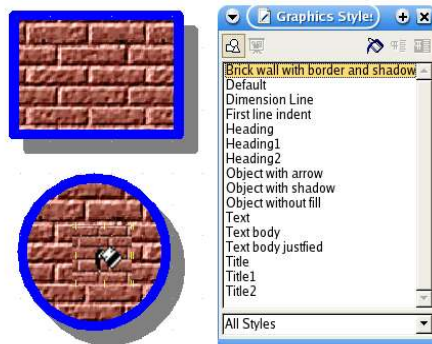 Graphics Styles
Brick wall with border and shadow
Default
Dimension Line
First line indent
Heading
Heading1
Heading2
Object with arrow
Object with shadow
Object without fill
Text
Text body
Text body justfied
Title
Title1
Title2
All Styles